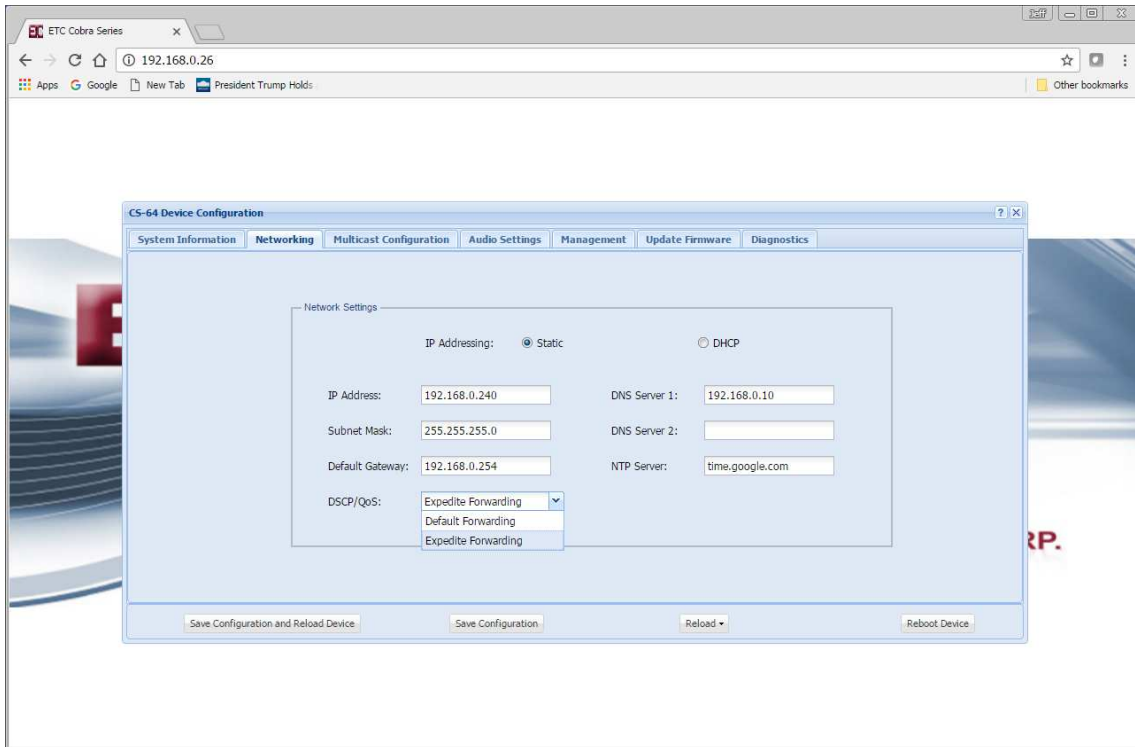 Jeff
ETC Cobra Series
192.168.0.26
Apps Google New Tab President Trump Holds Other bookmarks
CS-64 Device Configuration
System Information Networking Multicast Configuration Audio Settings Management Update Firmware Diagnostics
Network Settings
IP Addressing: Static DHCP
IP Address: 192.168.0.240 DNS Server 1: 192.168.0.10
Subnet Mask: 255.255.255.0 DNS Server 2:
Default Gateway: 192.168.0.254 NTP Server: time.google.com
DSCP/QoS: Expedite Forwarding
Default Forwarding
Expedite Forwarding
RP.
Save Configuration and Reload Device Save Configuration Reload Reboot Device